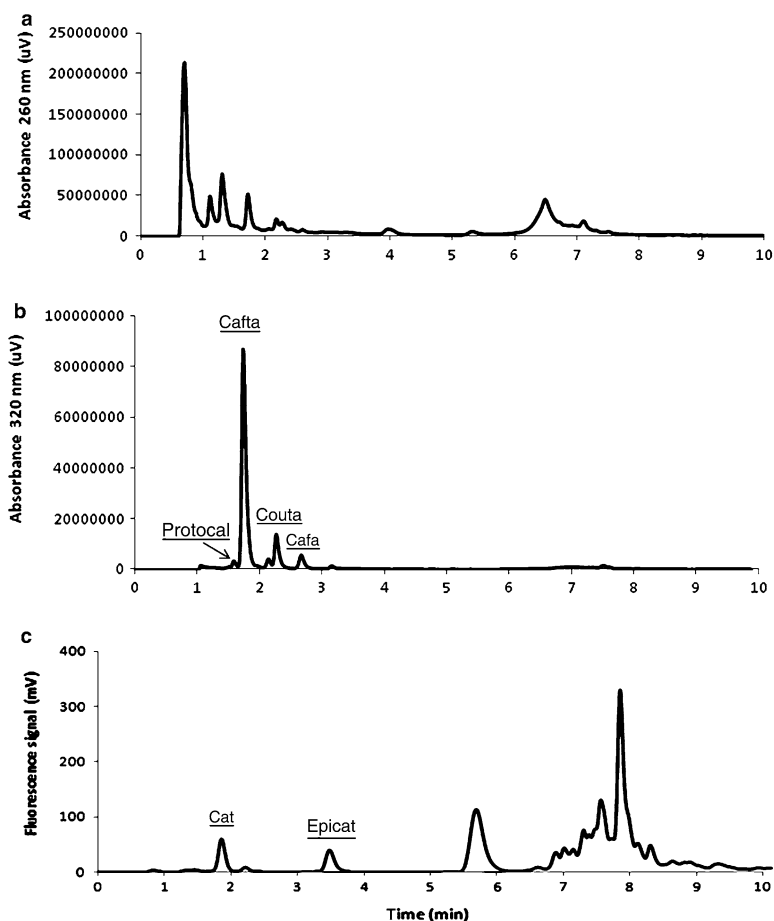 a
Absorbance 260 nm (uV)
250000000
200000000
150000000
100000000
50000000
0
0 1 2 3 4 5 6 7 8 9 10
b
Absorbance 320 nm (uV)
100000000
80000000
60000000
40000000
20000000
0
Cafta
Protocal
Couta
Cafa
0 1 2 3 4 5 6 7 8 9 10
c
Fluorescence signal (mV)
400
300
200
100
0
Cat
Epicat
0 1 2 3 4 5 6 7 8 9 10
Time (min)